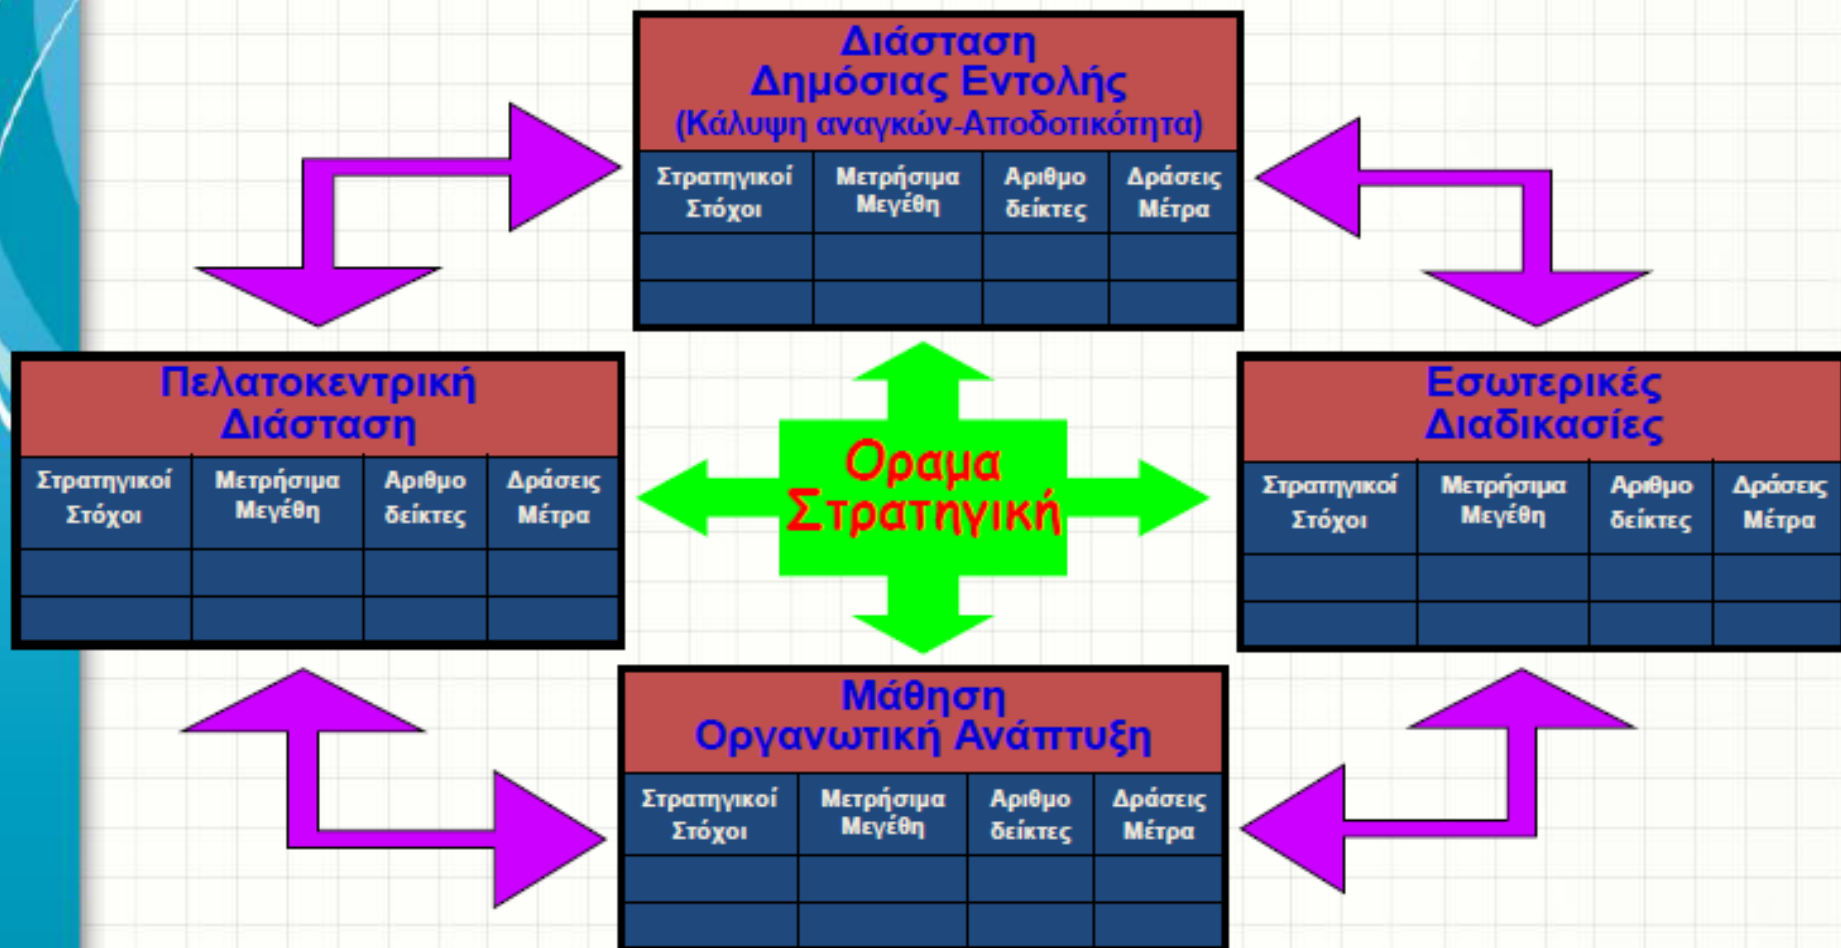 Διάσταση
Δημόσιας Εντολής
(Κάλυψη αναγκών-Αποδοτικότητα)
Στρατηγικοί Μετρήσιμα Αριθμο Δράσεις
Στόχοι Μεγέθη δείκτες Μέτρα
Πελατοκεντρική
Διάσταση
Στρατηγικοί Μετρήσιμα Αριθμο Δράσεις
Στόχοι Μεγέθη δείκτες Μέτρα
Οραμα
Στρατηγική
Εσωτερικές
Διαδικασίες
Στρατηγικοί Μετρήσιμα Αριθμο Δράσεις
Στόχοι Μεγέθη δείκτες Μέτρα
Μάθηση
Οργανωτική Ανάπτυξη
Στρατηγικοί Μετρήσιμα Αριθμο Δράσεις
Στόχοι Μεγέθη δείκτες Μέτρα